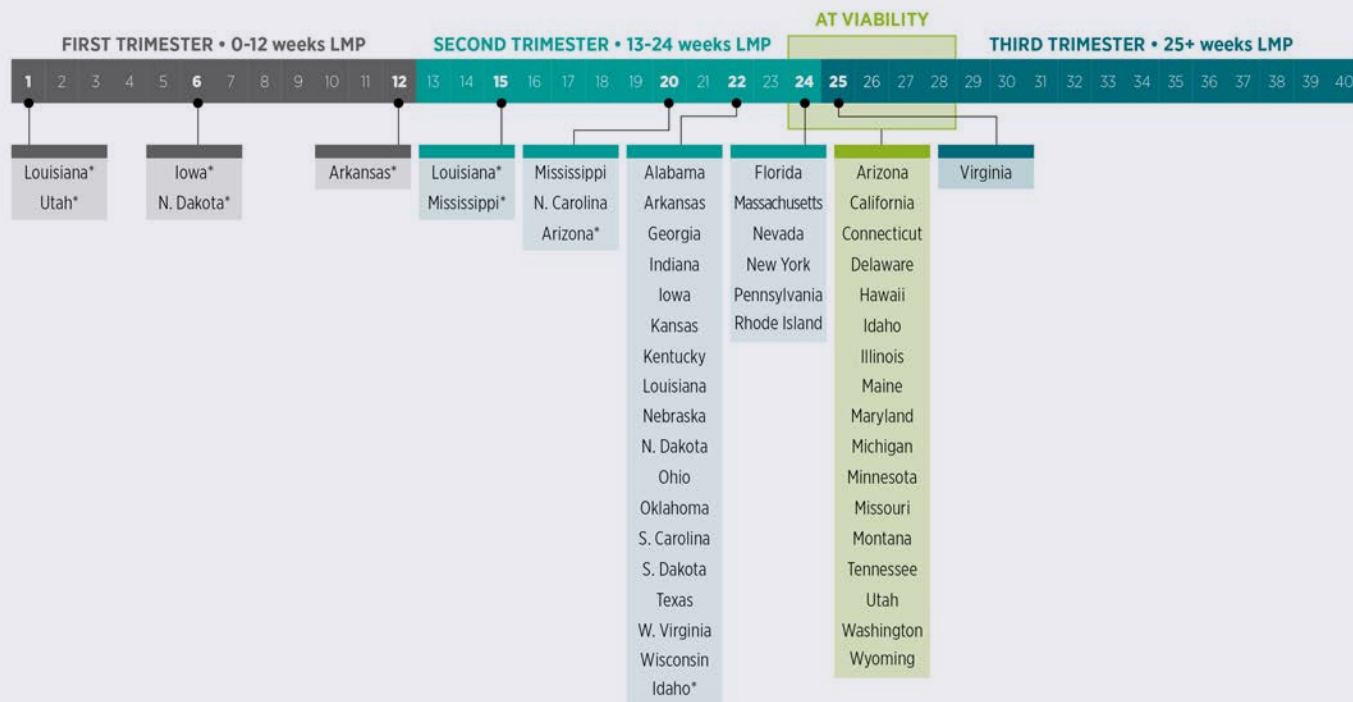 AT VIABILITY
FIRST TRIMESTER • 0-12 weeks LMP
SECOND TRIMESTER • 13-24 weeks LMP
THIRD TRIMESTER • 25+ weeks LMP
1 2 3 4 5 6 7 8 9 10 11 12 13 14 15 16 17 18 19 20 21 22 23 24 25 26 27 28 29 30 31 32 33 34 35 36 37 38 39 40
Louisiana*
Utah*
Iowa*
N. Dakota*
Arkansas*
Louisiana*
Mississippi*
Mississippi
N. Carolina
Arizona*
Alabama
Arkansas
Georgia
Indiana
Iowa
Kansas
Kentucky
Louisiana
Nebraska
N. Dakota
Ohio
Oklahoma
S. Carolina
S. Dakota
Texas
W. Virginia
Wisconsin
Idaho*
Florida
Massachusetts
Nevada
New York
Pennsylvania
Rhode Island
Arizona
California
Connecticut
Delaware
Hawaii
Idaho
Illinois
Maine
Maryland
Michigan
Minnesota
Missouri
Montana
Tennessee
Utah
Washington
Wyoming
Virginia